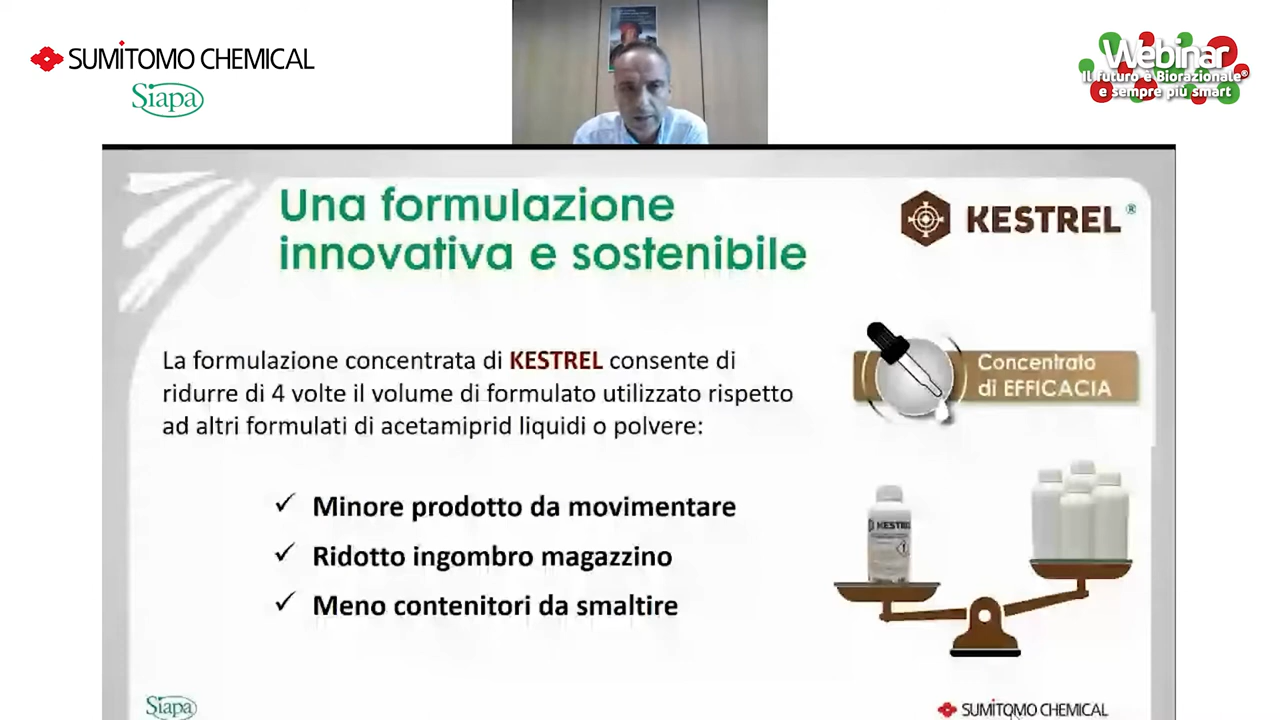 SUMITOMO CHEMICAL
Siapa
Webinar
Il futuro è Biorazionale®
e sempre più smart
Una formulazione
innovativa e sostenibile
KESTREL®
La formulazione concentrata di KESTREL consente di
ridurre di 4 volte il volume di formulato utilizzato rispetto
ad altri formulati di acetamiprid liquidi o polvere:
Concentrato
di EFFICACIA
✓ Minore prodotto da movimentare
✓ Ridotto ingombro magazzino
✓ Meno contenitori da smaltire
KESTREL
Siapa
SUMITOMO CHEMICAL